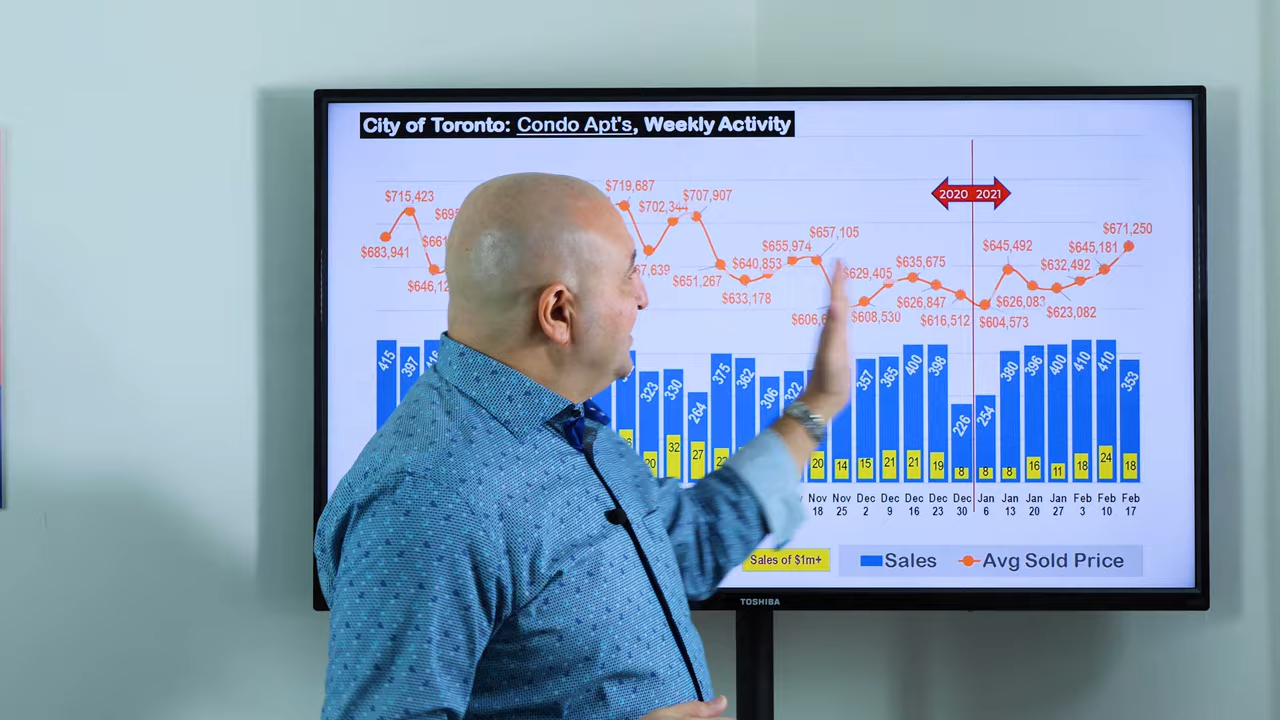 City of Toronto: Condo Apt's, Weekly Activity
2020 2021
$715,423
$719,687
$707,907
$702,344
$683,941
$651,267
$640,853
$633,178
$655,974
$657,105
$629,405
$608,530
$635,675
$626,847
$616,512
$604,573
$645,492
$626,083
$632,492
$623,082
$645,181
$671,250
415 397 323 330 264 375 362 306 322 357 365 400 398 226 254 380 396 400 410 410 353
32 27 20 14 15 21 21 19 8 8 8 16 11 18 24 18
Nov Nov Dec Dec Dec Dec Dec Jan Jan Jan Jan Feb Feb Feb
18 25 2 9 16 23 30 6 13 20 27 3 10 17
Sales of $1m+
Sales
Avg Sold Price
TOSHIBA